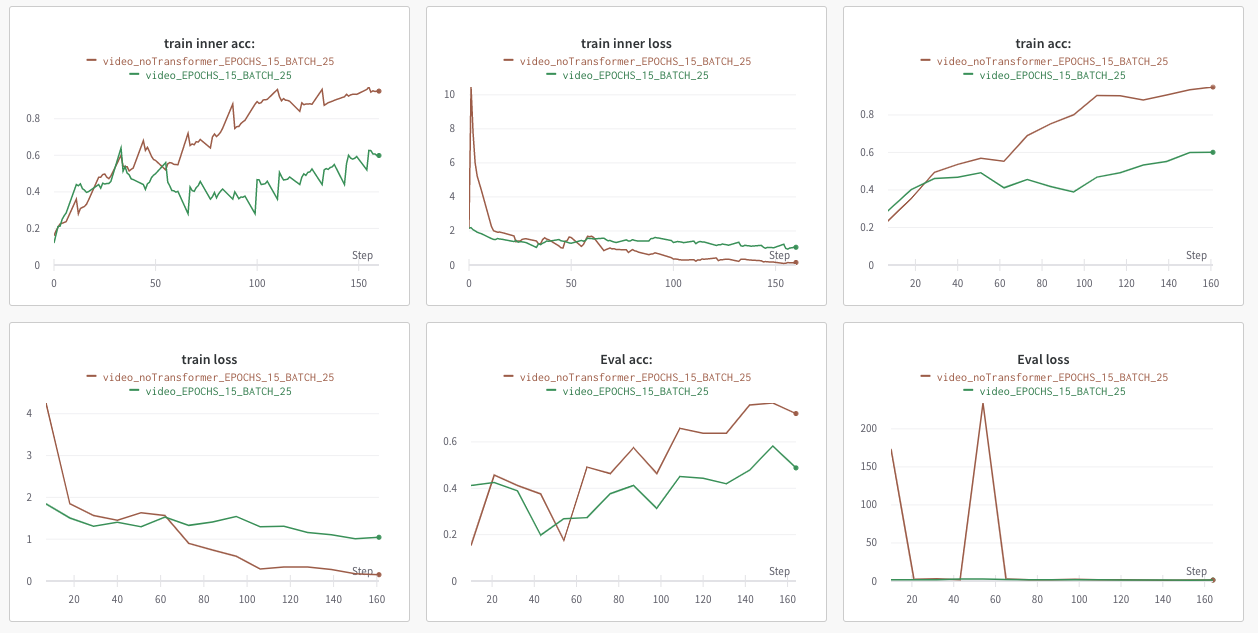 train inner acc:
video_noTransformer_EPOCHS_15_BATCH_25
video_EPOCHS_15_BATCH_25
0.8
0.6
0.4
0.2
0
Step
0 50 100 150
train inner loss
video_noTransformer_EPOCHS_15_BATCH_25
video_EPOCHS_15_BATCH_25
10
8
6
4
2
0
Step
0 50 100 150
train acc:
video_noTransformer_EPOCHS_15_BATCH_25
video_EPOCHS_15_BATCH_25
0.8
0.6
0.4
0.2
0
Step
20 40 60 80 100 120 140 160
train loss
video_noTransformer_EPOCHS_15_BATCH_25
video_EPOCHS_15_BATCH_25
4
3
2
1
0
Step
20 40 60 80 100 120 140 160
Eval acc:
video_noTransformer_EPOCHS_15_BATCH_25
video_EPOCHS_15_BATCH_25
0.6
0.4
0.2
0
Step
20 40 60 80 100 120 140 160
Eval loss
video_noTransformer_EPOCHS_15_BATCH_25
video_EPOCHS_15_BATCH_25
200
150
100
50
0
Step
20 40 60 80 100 120 140 160